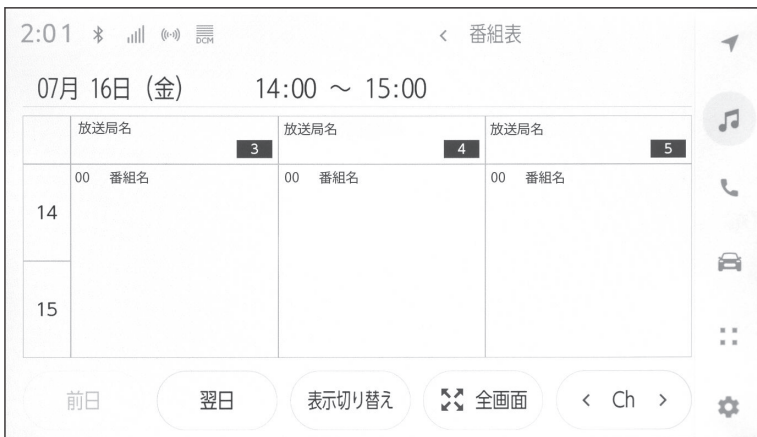 2:01 DCM < 番組表
07月 16日 (金) 14:00 ～ 15:00
放送局名 3 放送局名 4 放送局名 5
14 00 番組名 00 番組名 00 番組名
15
前日 翌日 表示切り替え 全画面 < Ch >